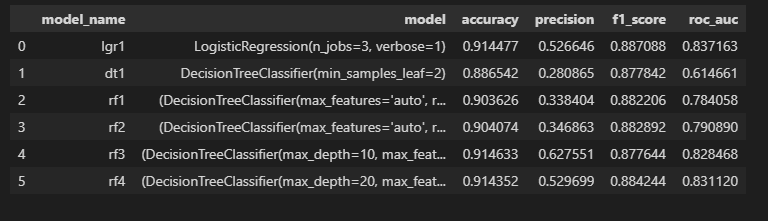 model_name model accuracy precision f1_score roc_auc
0 lgr1 LogisticRegression(n_jobs=3, verbose=1) 0.914477 0.526646 0.887088 0.837163
1 dt1 DecisionTreeClassifier(min_samples_leaf=2) 0.886542 0.280865 0.877842 0.614661
2 rf1 (DecisionTreeClassifier(max_features='auto', r... 0.903626 0.338404 0.882206 0.784058
3 rf2 (DecisionTreeClassifier(max_features='auto', r... 0.904074 0.346863 0.882892 0.790890
4 rf3 (DecisionTreeClassifier(max_depth=10, max_feat... 0.914633 0.627551 0.877644 0.828468
5 rf4 (DecisionTreeClassifier(max_depth=20, max_feat... 0.914352 0.529699 0.884244 0.831120